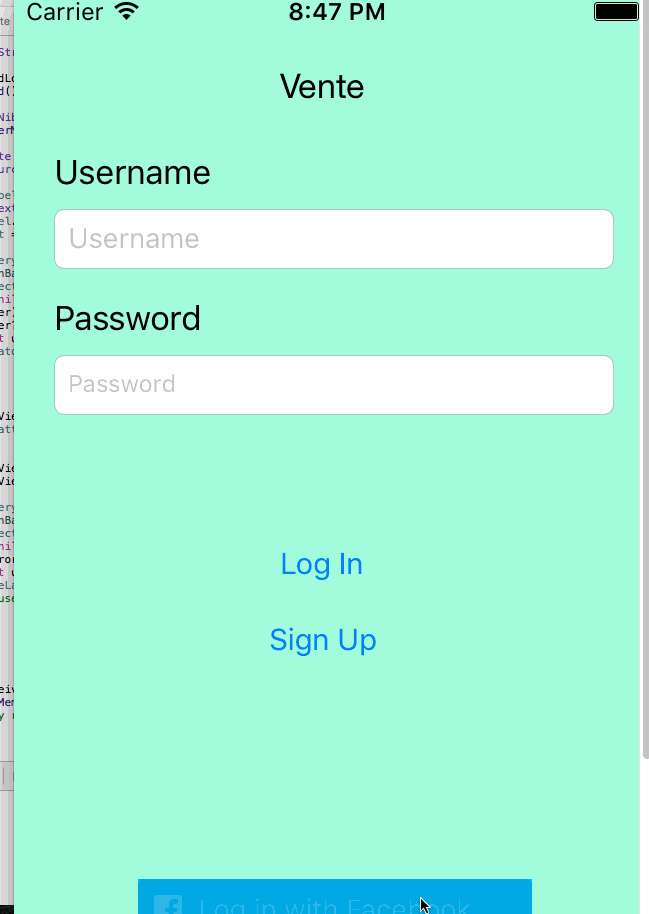 Carrier 8:47 PM
Vente
Username
Username
Password
Password
Log In
Sign Up
Log in with Facebook